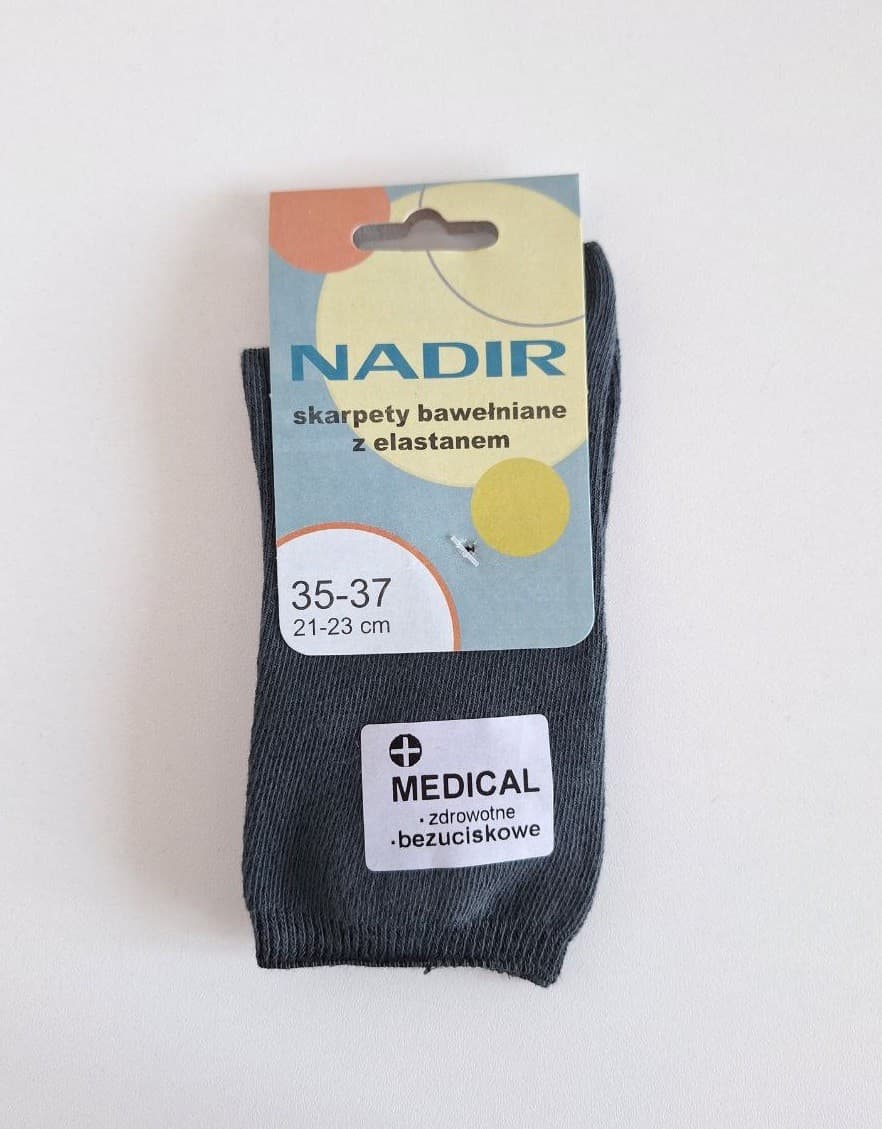 NADIR
skarpety bawełniane
z elastanem
35-37
21-23 cm
MEDICAL
· zdrowotne
· bezuciskowe